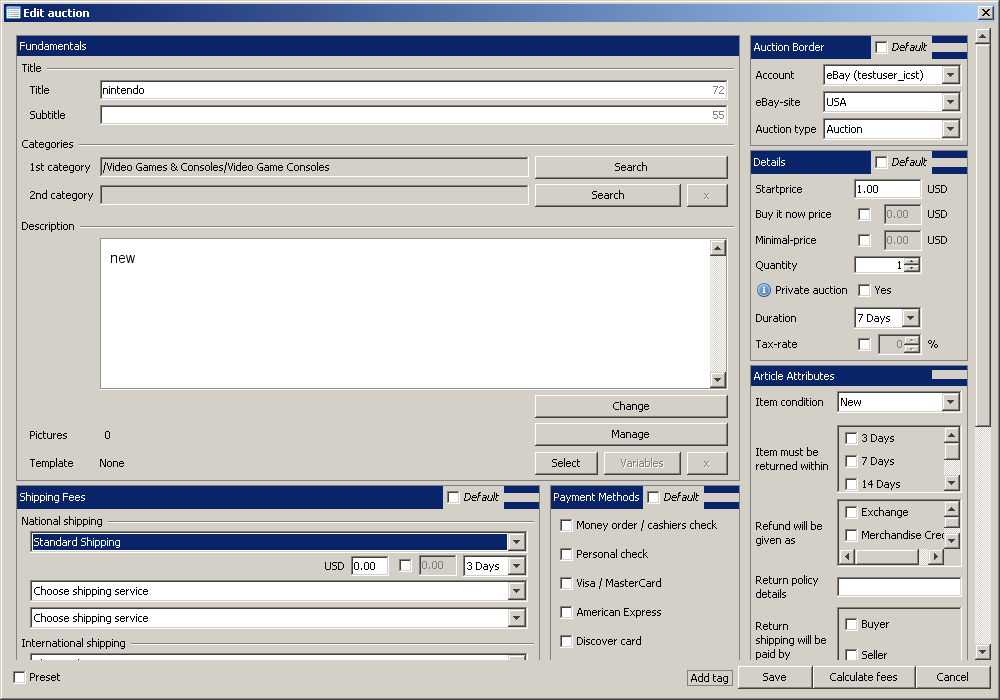 Edit auction
Fundamentals
Title
Title nintendo 72
Subtitle 55
Categories
1st category /Video Games & Consoles/Video Game Consoles Search
2nd category Search x
Description
new
Change
Pictures 0 Manage
Template None Select Variables x
Shipping Fees Default
National shipping
Standard Shipping
USD 0.00 0.00 3 Days
Choose shipping service
Choose shipping service
International shipping
Payment Methods Default
Money order / cashiers check
Personal check
Visa / MasterCard
American Express
Discover card
Auction Border Default
Account eBay (testuser_icst)
eBay-site USA
Auction type Auction
Details Default
Startprice 1.00 USD
Buy it now price 0.00 USD
Minimal-price 0.00 USD
Quantity 1
Private auction Yes
Duration 7 Days
Tax-rate 0 %
Article Attributes
Item condition New
Item must be
returned within
3 Days
7 Days
14 Days
Refund will be
given as
Exchange
Merchandise Cre
Return policy
details
Return
shipping will be
paid by
Buyer
Seller
Preset Add tag Save Calculate fees Cancel